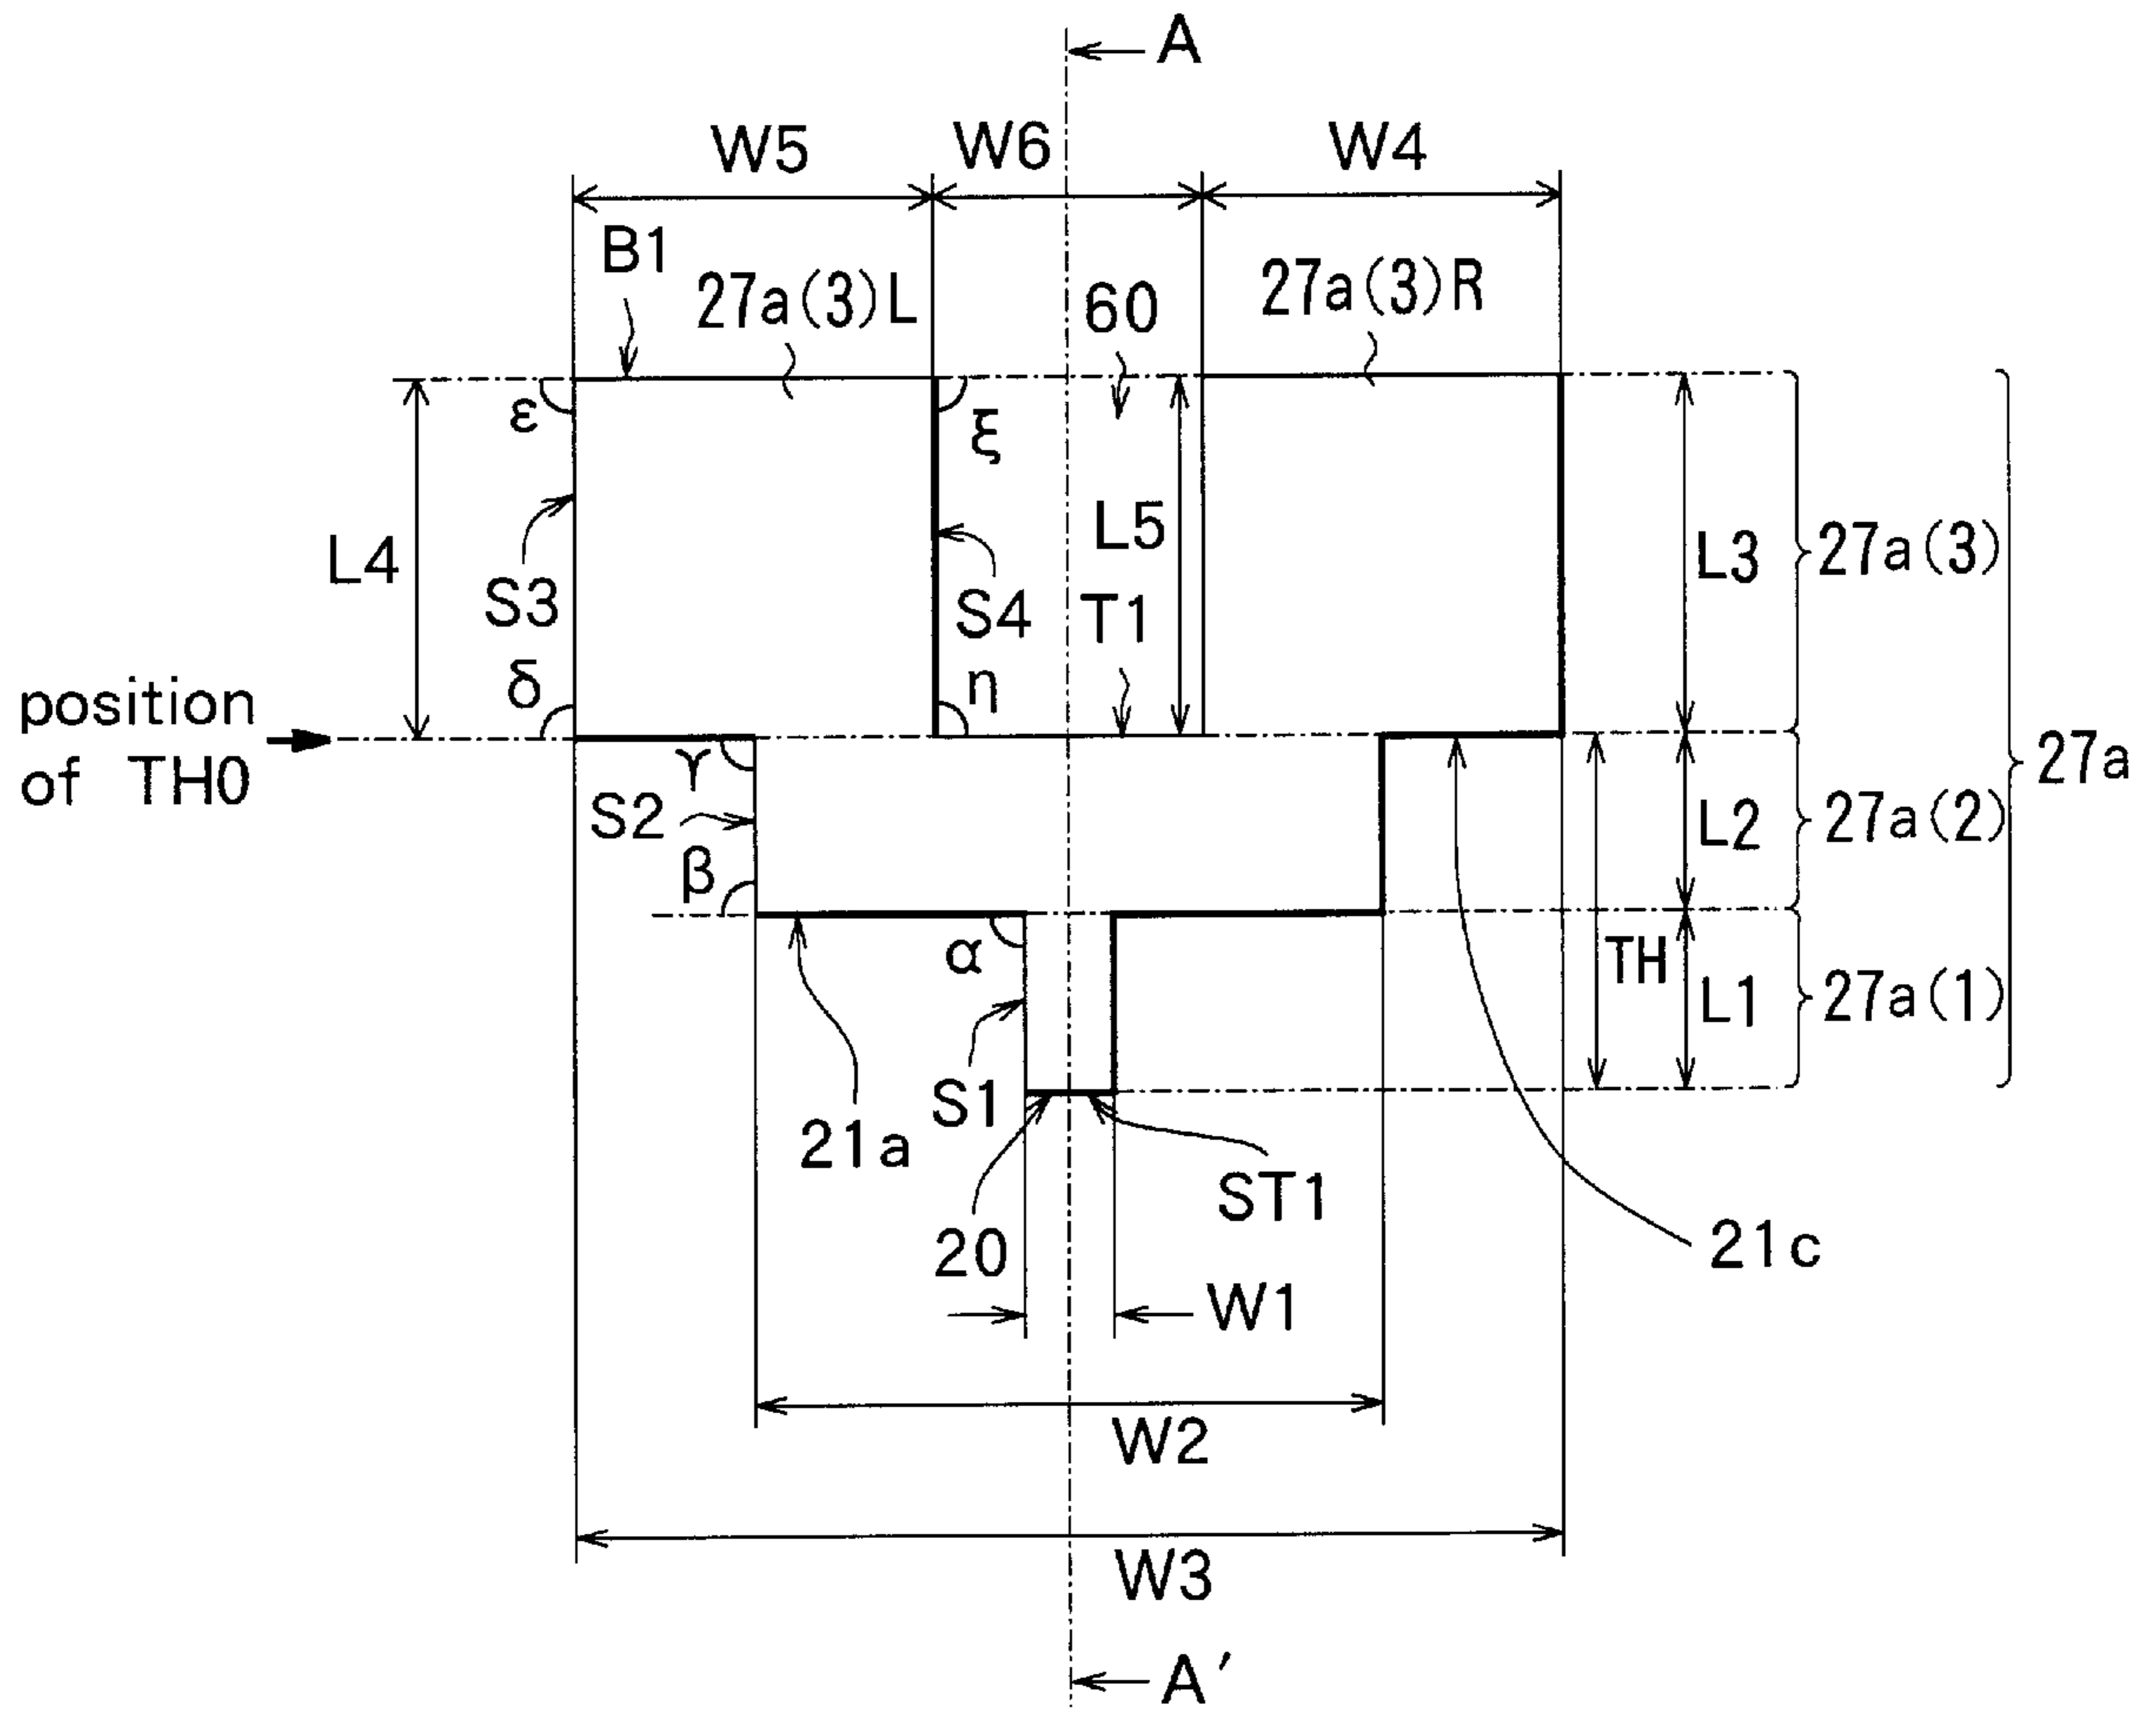 A
W5
W6
W4
B1
27a(3)L
60
27a(3)R
ε
ξ
L4
S3
S4
L5
T1
L3
27a(3)
δ
η
position
of TH0
γ
S2
β
L2
27a(2)
27a
α
TH
L1
27a(1)
S1
21a
ST1
20
21c
W1
W2
W3
A′